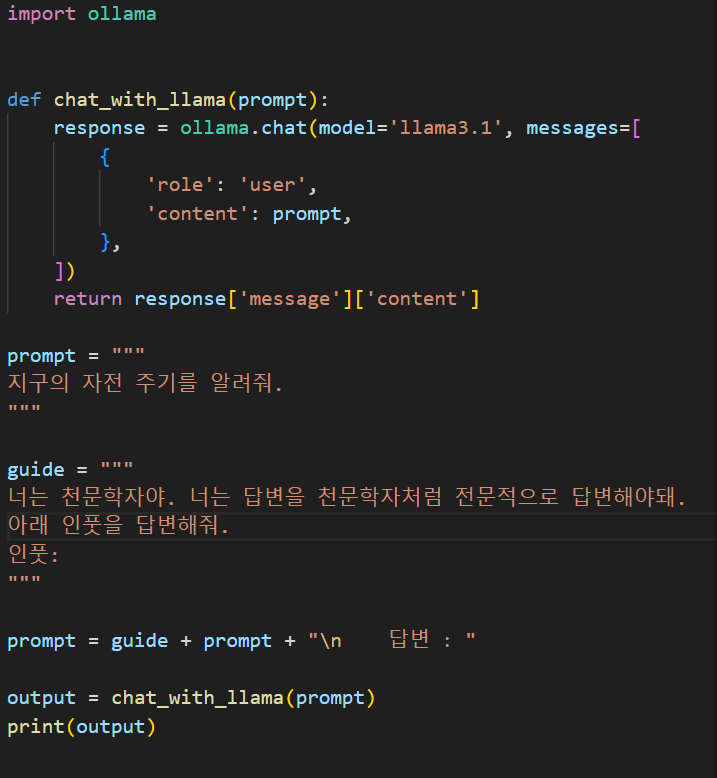 import ollama
def chat_with_llama(prompt):
    response = ollama.chat(model='llama3.1', messages=[
        {
            'role': 'user',
            'content': prompt,
        },
    ])
    return response['message']['content']
prompt = """
지구의 자전 주기를 알려줘.
"""
guide = """
너는 천문학자야. 너는 답변을 천문학자처럼 전문적으로 답변해야돼.
아래 인풋을 답변해줘.
인풋:
"""
prompt = guide + prompt + "\n    답변 : "
output = chat_with_llama(prompt)
print(output)